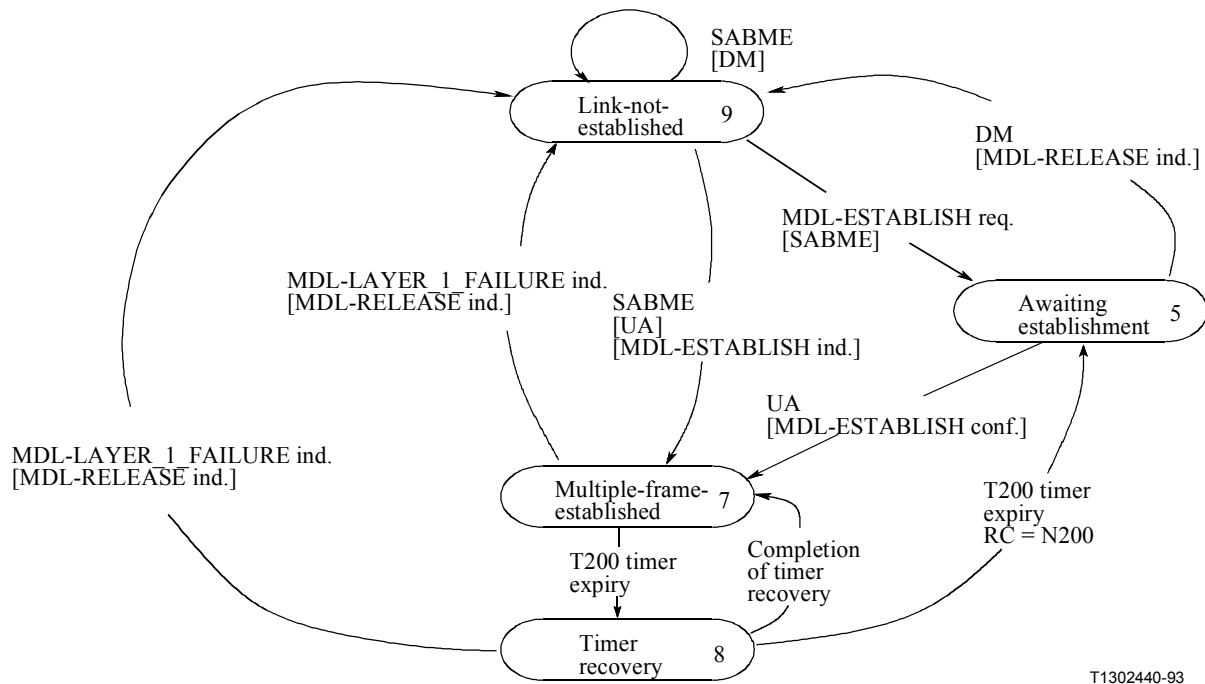 SABME
[DM]
Link-not-
established 9
DM
[MDL-RELEASE ind.]
MDL-ESTABLISH req.
[SABME]
MDL-LAYER_1_FAILURE ind.
[MDL-RELEASE ind.]
SABME
[UA]
[MDL-ESTABLISH ind.]
Awaiting
establishment 5
UA
[MDL-ESTABLISH conf.]
MDL-LAYER_1_FAILURE ind.
[MDL-RELEASE ind.]
Multiple-frame-
established 7
T200 timer
expiry
RC = N200
T200 timer
expiry
Completion
of timer
recovery
Timer
recovery 8
T1302440-93